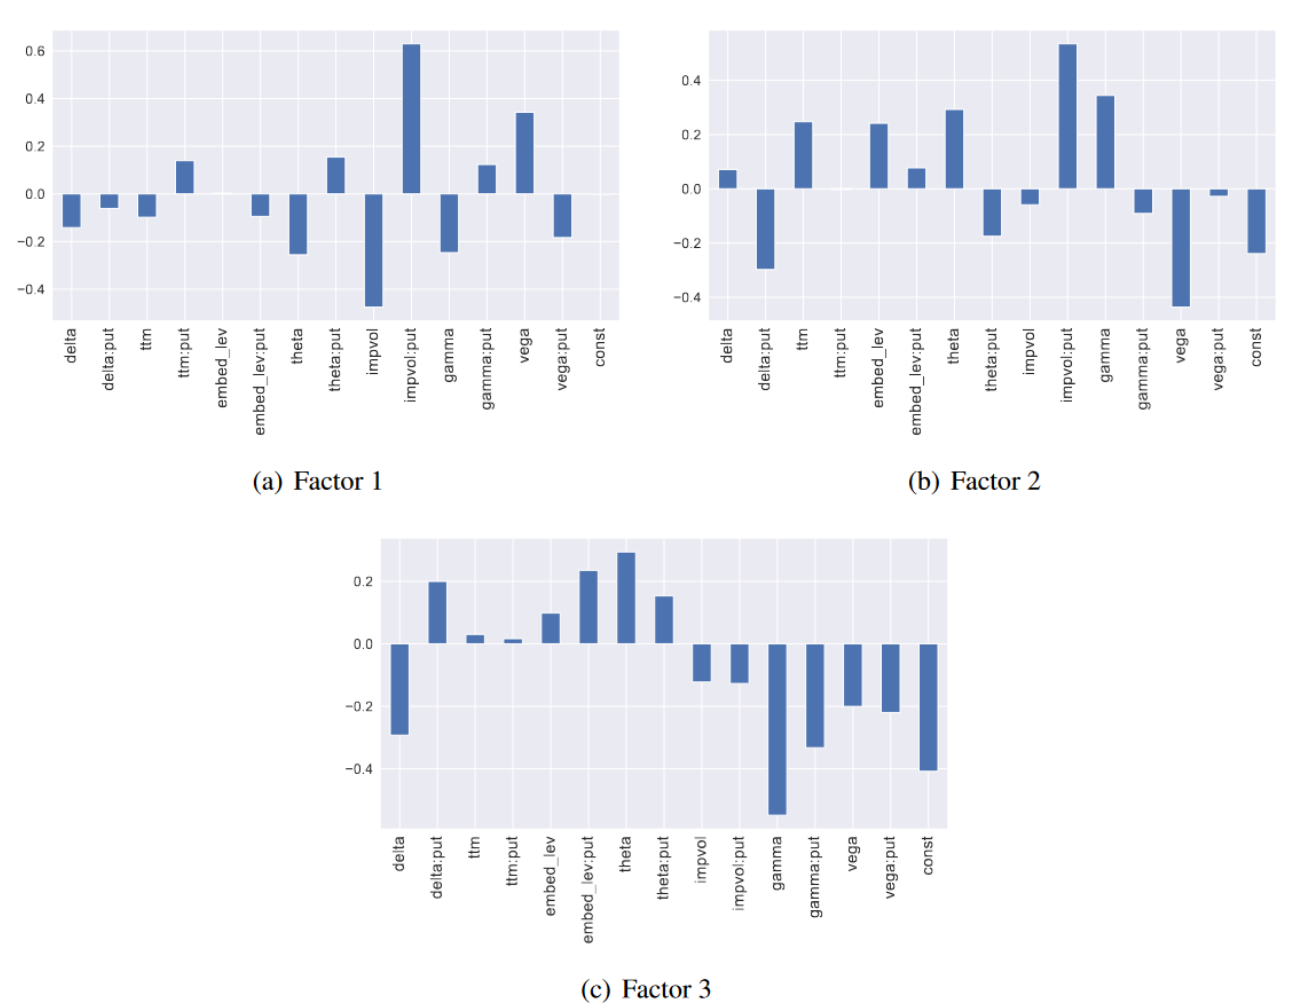 0.6
0.4
0.2
0.0
−0.2
−0.4
delta
delta:put
ttm
ttm:put
embed_lev
embed_lev:put
theta
theta:put
impvol
impvol:put
gamma
gamma:put
vega
vega:put
const
(a) Factor 1
0.4
0.2
0.0
−0.2
−0.4
delta
delta:put
ttm
ttm:put
embed_lev
embed_lev:put
theta
theta:put
impvol
impvol:put
gamma
gamma:put
vega
vega:put
const
(b) Factor 2
0.2
0.0
−0.2
−0.4
delta
delta:put
ttm
ttm:put
embed_lev
embed_lev:put
theta
theta:put
impvol
impvol:put
gamma
gamma:put
vega
vega:put
const
(c) Factor 3